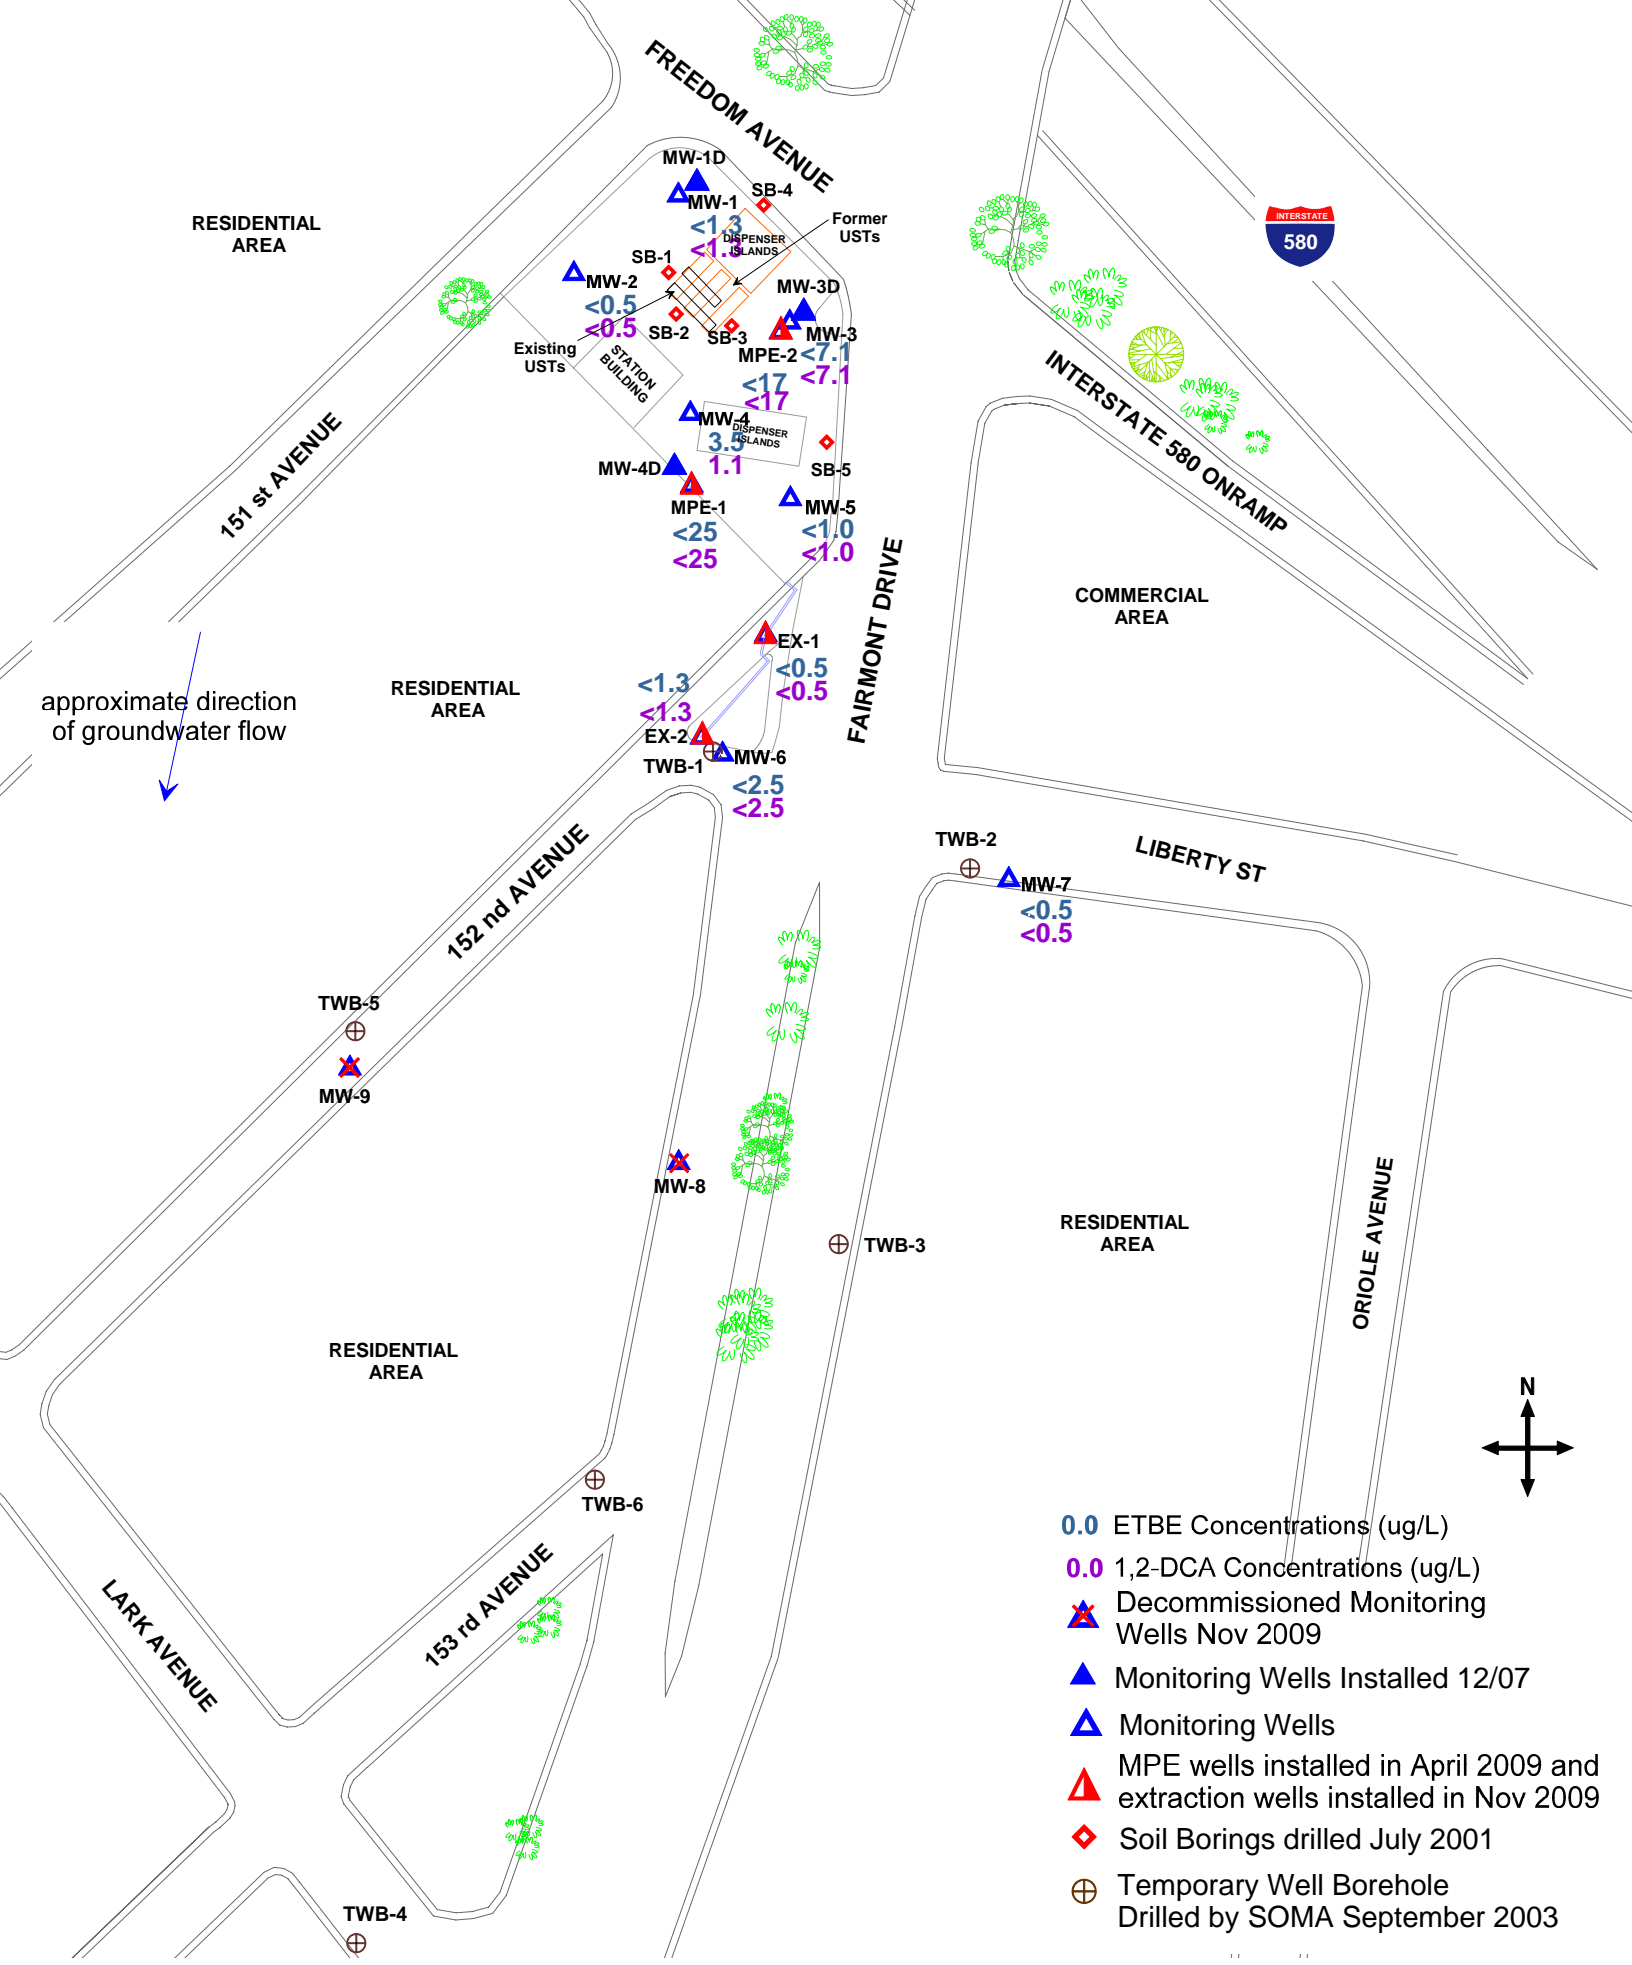 FREEDOM AVENUE
MW-1D
SB-4
MW-1
<1.3
<1.3
Former
USTs
DISPENSER
ISLANDS
RESIDENTIAL
AREA
INTERSTATE
580
SB-1
MW-2
<0.5
<0.5
MW-3D
SB-2
SB-3
MW-3
<7.1
<7.1
MPE-2
<17
<17
Existing
USTs
STATION
BUILDING
INTERSTATE 580 ONRAMP
MW-4
3.5
1.1
DISPENSER
ISLANDS
151 st AVENUE
MW-4D
SB-5
MPE-1
<25
<25
MW-5
<1.0
<1.0
FAIRMONT DRIVE
COMMERCIAL
AREA
EX-1
<0.5
<0.5
approximate direction
of groundwater flow
RESIDENTIAL
AREA
<1.3
<1.3
EX-2
TWB-1
MW-6
<2.5
<2.5
152 nd AVENUE
TWB-2
LIBERTY ST
MW-7
<0.5
<0.5
TWB-5
MW-9
MW-8
TWB-3
RESIDENTIAL
AREA
ORIOLE AVENUE
RESIDENTIAL
AREA
N
TWB-6
153 rd AVENUE
LARK AVENUE
TWB-4
0.0 ETBE Concentrations (ug/L)
0.0 1,2-DCA Concentrations (ug/L)
Decommissioned Monitoring
Wells Nov 2009
Monitoring Wells Installed 12/07
Monitoring Wells
MPE wells installed in April 2009 and
extraction wells installed in Nov 2009
Soil Borings drilled July 2001
Temporary Well Borehole
Drilled by SOMA September 2003